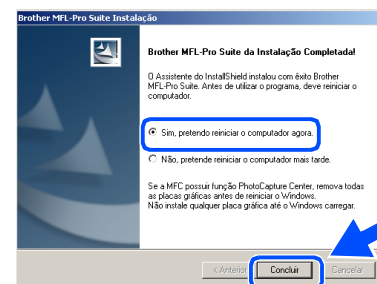 Brother MFL-Pro Suite Instalação
Brother MFL-Pro Suite da Instalação Completada!
O Assistente do InstallShield instalou com êxito Brother
MFL-Pro Suite. Antes de utilizar o programa, deve reiniciar o
computador.
Sim, pretendo reiniciar o computador agora.
Não, pretende reiniciar o computador mais tarde.
Se a MFC possuir função PhotoCapture Center, remova todas
as placas gráficas antes de reiniciar o Windows.
Não instale qualquer placa gráfica até o Windows carregar.
< Anterior Concluir Cancelar